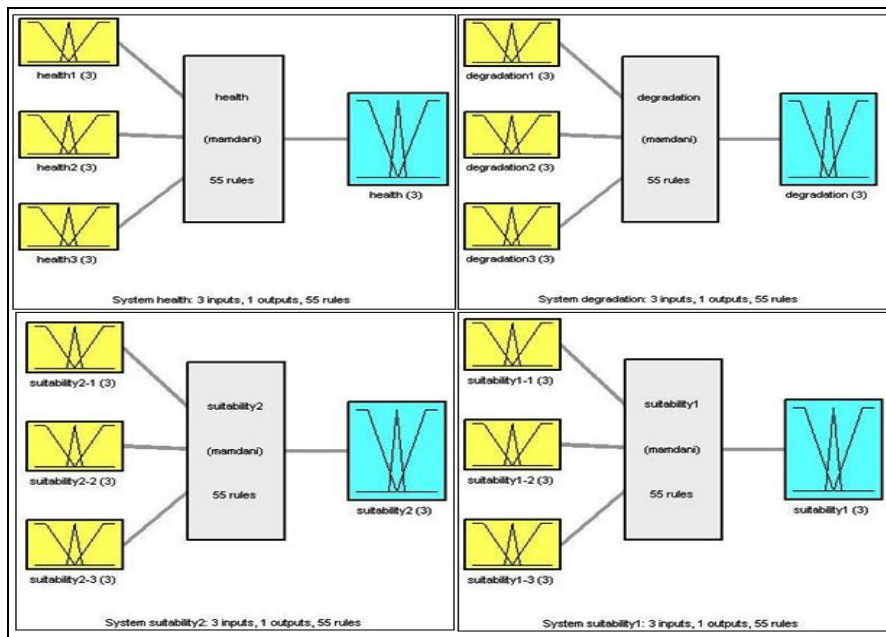 health1 (3)
health2 (3)
health3 (3)
health
(mamdani)
55 rules
health (3)
System health: 3 inputs, 1 outputs, 55 rules
degradation1 (3)
degradation2 (3)
degradation3 (3)
degradation
(mamdani)
55 rules
degradation (3)
System degradation: 3 inputs, 1 outputs, 55 rules
suitability2-1 (3)
suitability2-2 (3)
suitability2-3 (3)
suitability2
(mamdani)
55 rules
suitability2 (3)
System suitability2: 3 inputs, 1 outputs, 55 rules
suitability1-1 (3)
suitability1-2 (3)
suitability1-3 (3)
suitability1
(mamdani)
55 rules
suitability1 (3)
System suitability1: 3 inputs, 1 outputs, 55 rules